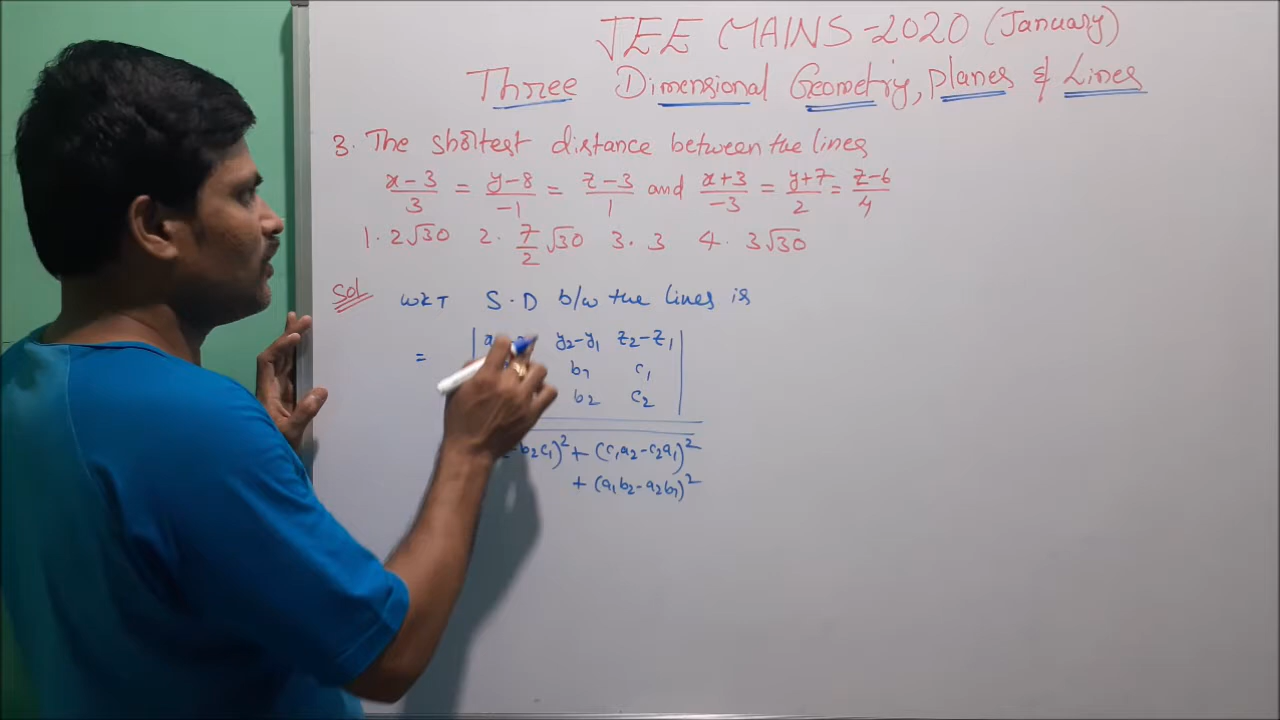 JEE MAINS-2020 (January)
Three Dimensional Geometry, planes & Lines
3. The shortest distance between the lines
x-3/3 = y-8/-1 = z-3/1 and x+3/-3 = y+7/2 = z-6/4
1. 2√30 2. 7/2 √30 3. 3 4. 3√30
Sol WKT S.D b/w the lines is
= | y2-y1 z2-z1 |
b1 c1
b2 c2
-b2c1)² + (c1a2-c2a1)²
+ (a1b2-a2b1)²